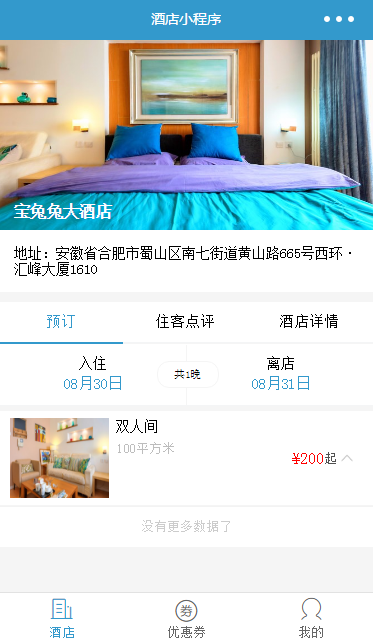 酒店小程序
宝兔兔大酒店
地址：安徽省合肥市蜀山区南七街道黄山路665号西环·
汇峰大厦1610
预订
住客点评
酒店详情
入住
08月30日
共1晚
离店
08月31日
双人间
100平方米
¥200起
没有更多数据了
酒店
券
优惠券
我的